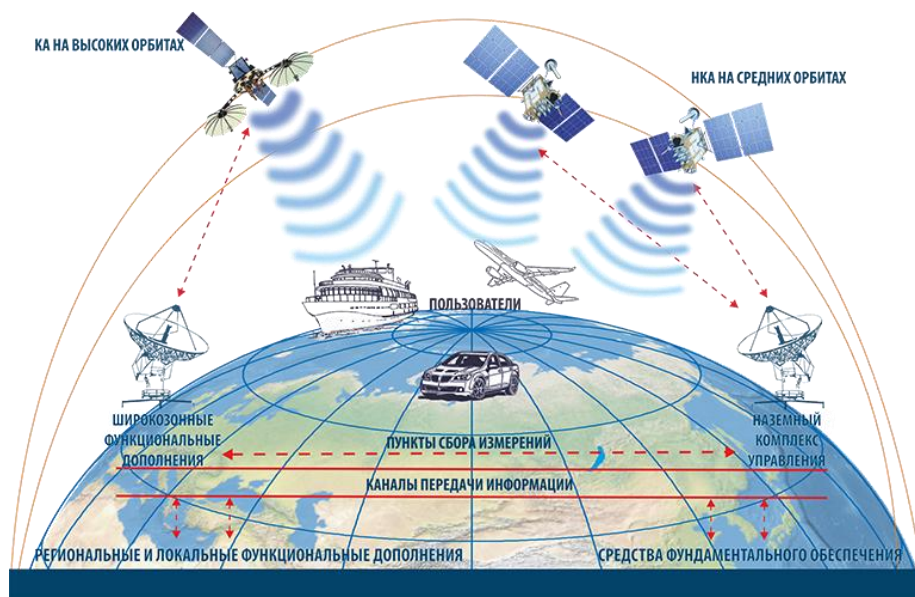 КА НА ВЫСОКИХ ОРБИТАХ
НКА НА СРЕДНИХ ОРБИТАХ
ПОЛЬЗОВАТЕЛИ
ШИРОКОЗОННЫЕ
ФУНКЦИОНАЛЬНЫЕ
ДОПОЛНЕНИЯ
ПУНКТЫ СБОРА ИЗМЕРЕНИЙ
НАЗЕМНЫЙ
КОМПЛЕКС
УПРАВЛЕНИЯ
КАНАЛЫ ПЕРЕДАЧИ ИНФОРМАЦИИ
РЕГИОНАЛЬНЫЕ И ЛОКАЛЬНЫЕ ФУНКЦИОНАЛЬНЫЕ ДОПОЛНЕНИЯ
СРЕДСТВА ФУНДАМЕНТАЛЬНОГО ОБЕСПЕЧЕНИЯ